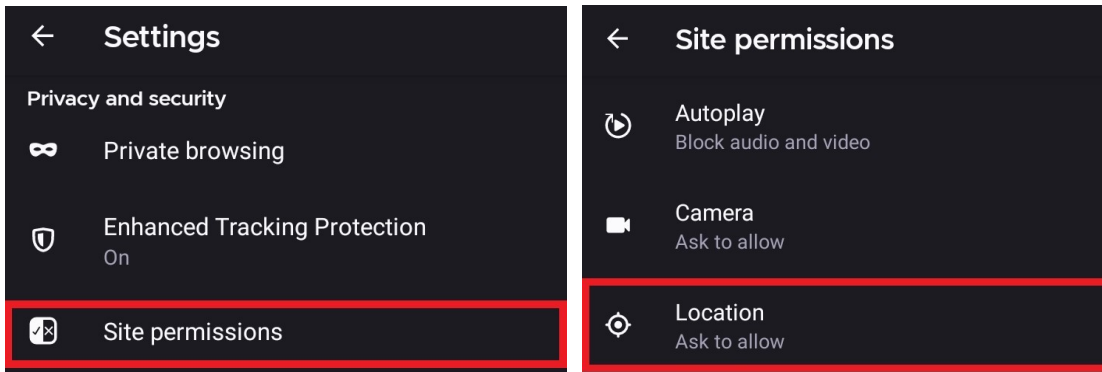 Settings
Privacy and security
Private browsing
Enhanced Tracking Protection
On
Site permissions
Site permissions
Autoplay
Block audio and video
Camera
Ask to allow
Location
Ask to allow